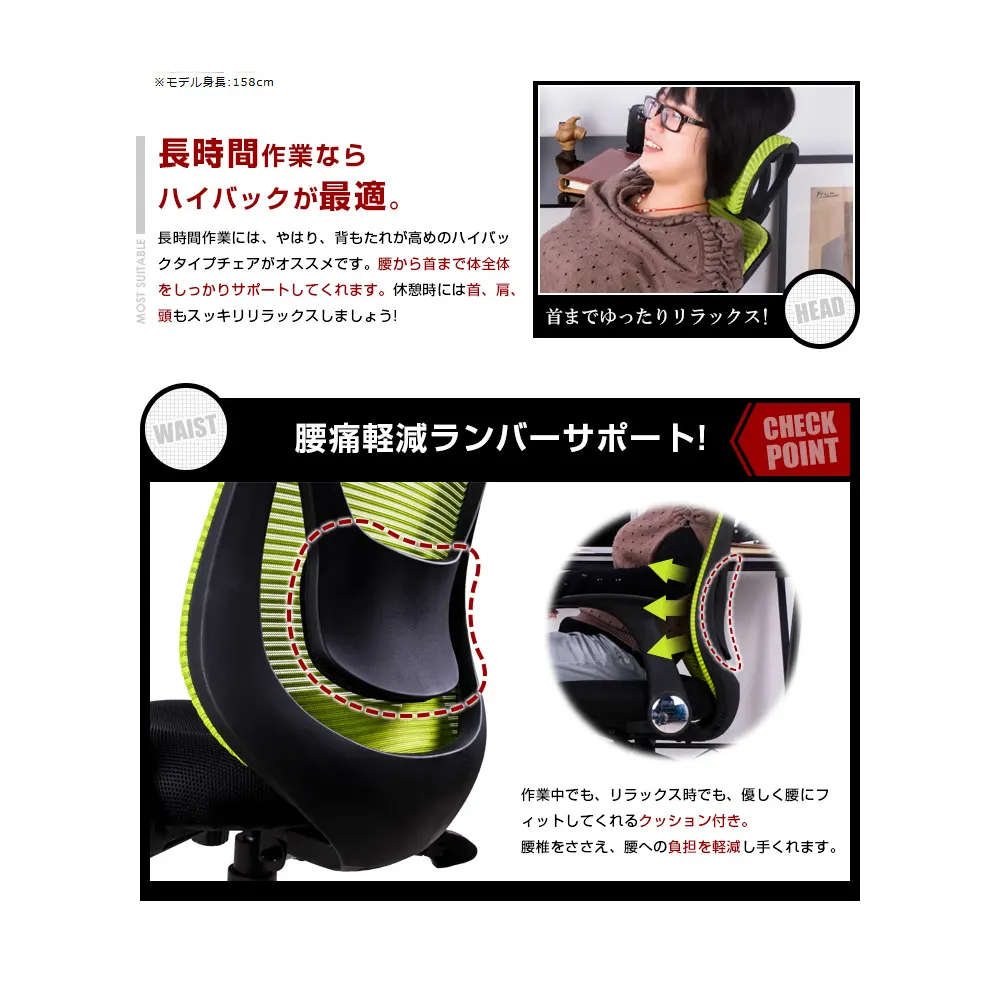 ※モデル身長:158cm
長時間作業なら
ハイバックが最適。
長時間作業には、やはり、背もたれが高めのハイバッ
クタイプチェアがオススメです。腰から首まで体全体
をしっかりサポートしてくれます。休憩時には首、肩、
頭もスッキリリラックスしましょう!
MOST SUITABLE
首までゆったりリラックス!
HEAD
WAIST
腰痛軽減ランバーサポート!
CHECK
POINT
作業中でも、リラックス時でも、優しく腰にフ
ィットしてくれるクッション付き。
腰椎をささえ、腰への負担を軽減し手くれます。